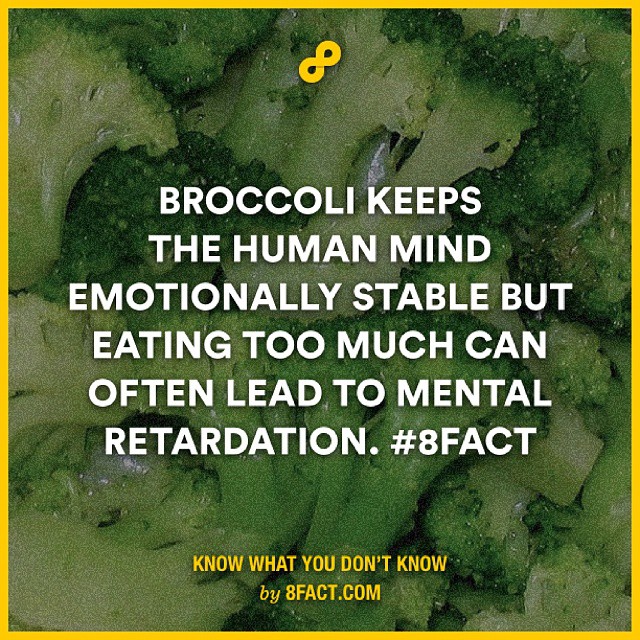 BROCCOLI KEEPS
THE HUMAN MIND
EMOTIONALLY STABLE BUT
EATING TOO MUCH CAN
OFTEN LEAD TO MENTAL
RETARDATION. #8FACT
KNOW WHAT YOU DON'T KNOW
by 8FACT.COM